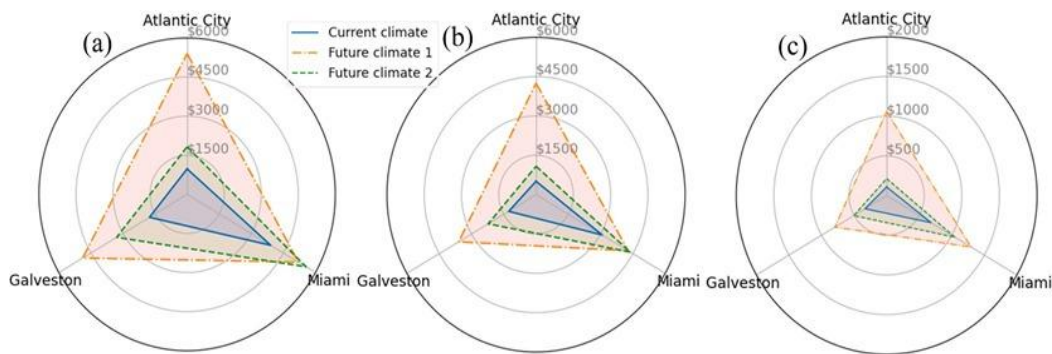 (a)
Atlantic City
$6000
$4500
$3000
$1500
Galveston
Miami
Current climate
Future climate 1
Future climate 2
(b)
Atlantic City
$6000
$4500
$3000
$1500
Galveston
Miami
(c)
Atlantic City
$2000
$1500
$1000
$500
Galveston
Miami